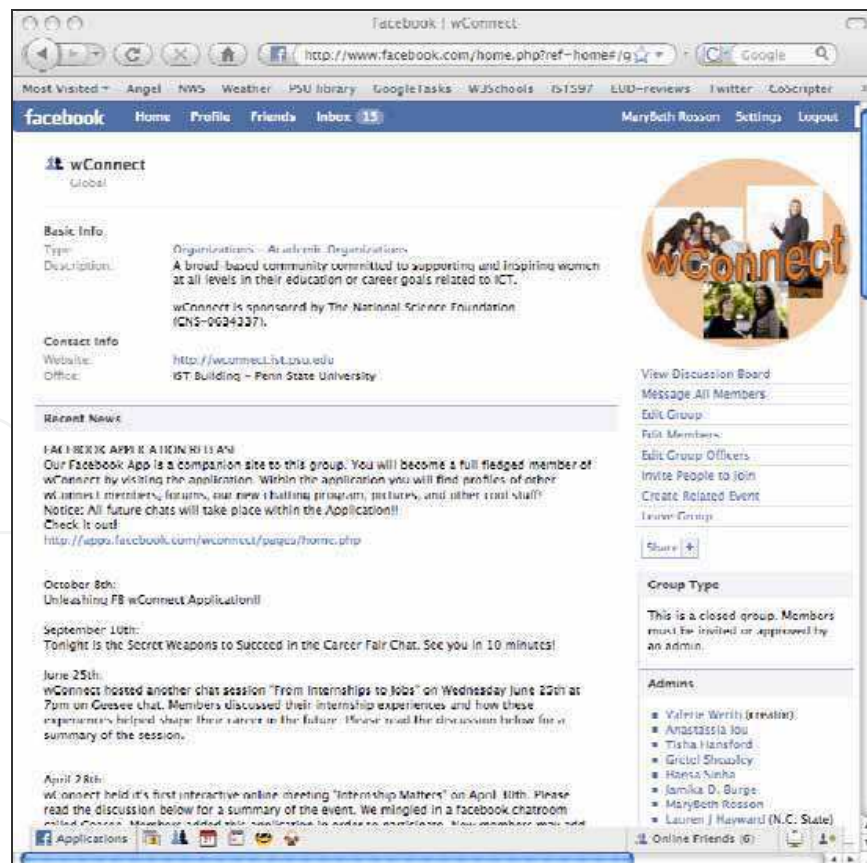 Facebook | wConnect
http://www.facebook.com/home.php?ref=home#/g
Google
Most Visited Angel NWS Weather PSU library GoogleTasks W3Schools IST597 EUD-reviews Twitter CoScripter
facebook Home Profile Friends Inbox 15 MaryBeth Rosson Settings Logout
wConnect
Global
Basic Info
Type: Organizations - Academic Organizations
Description: A broad-based community committed to supporting and inspiring women
at all levels in their education or career goals related to ICT.
wConnect is sponsored by The National Science Foundation
(CNS-0634337).
Contact Info
Website: http://wconnect.ist.psu.edu
Office: IST Building - Penn State University
Recent News
FACEBOOK APPLICATION RELEASE
Our Facebook App is a companion site to this group. You will become a full fledged member of
wConnect by visiting the application. Within the application you will find profiles of other
wConnect members, forums, our new chatting program, pictures, and other cool stuff!
Notice: All future chats will take place within the Application!!
Check it out!
http://apps.facebook.com/wconnect/pages/home.php
October 8th:
Unleashing FB wConnect Application!!
September 10th:
Tonight is the Secret Weapons to Succeed in the Career Fair Chat. See you in 10 minutes!
June 25th:
wConnect hosted another chat session "From Internships to Jobs" on Wednesday June 25th at
7pm on Geesee chat. Members discussed their internship experiences and how these
experiences helped shape their career in the future. Please read the discussion below for a
summary of the session.
April 28th:
wConnect held it's first interactive online meeting "Internship Matters" on April 30th. Please
read the discussion below for a summary of the event. We mingled in a facebook chatroom
called Geesee. Members added this application in order to participate. New members may add
wConnect
View Discussion Board
Message All Members
Edit Group
Edit Members
Edit Group Officers
Invite People to Join
Create Related Event
Leave Group
Share +
Group Type
This is a closed group. Members
must be invited or approved by
an admin.
Admins
Valerie (creator)
Anastassia
Tisha Hansford
Gretel
Hansa Sinha
Jamika D. Burge
MaryBeth Rosson
Lauren J Hayward (N.C. State)
Applications
Online Friends (6)